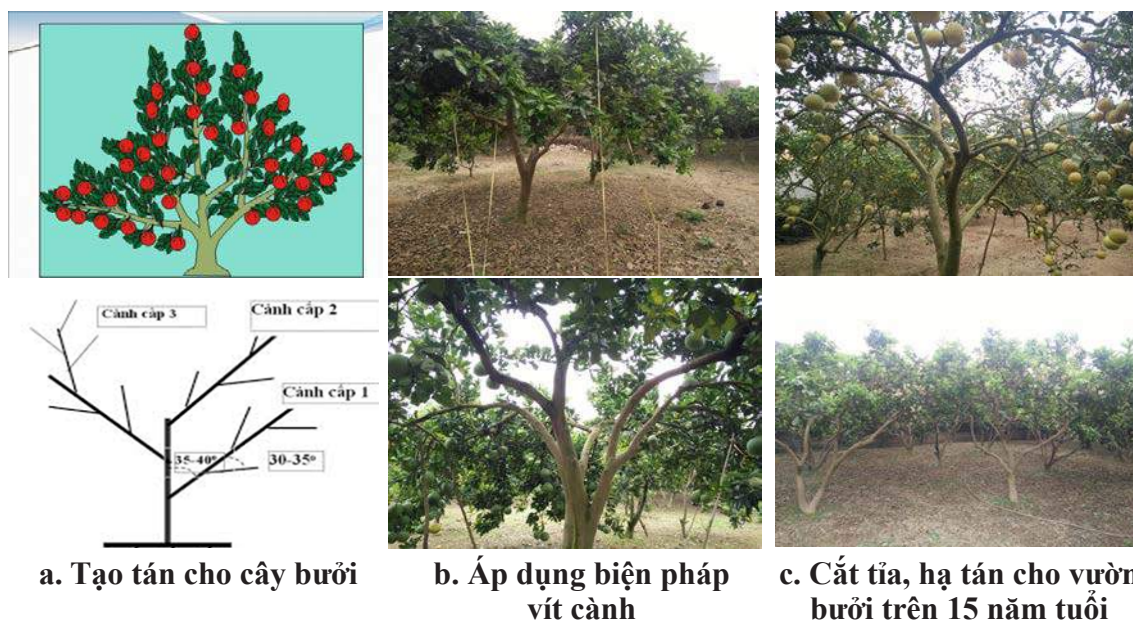 Cành cấp 3
Cành cấp 2
Cành cấp 1
35-40°
30-35°
a. Tạo tán cho cây bưởi
b. Áp dụng biện pháp
vít cành
c. Cắt tỉa, hạ tán cho vườn
bưởi trên 15 năm tuổi